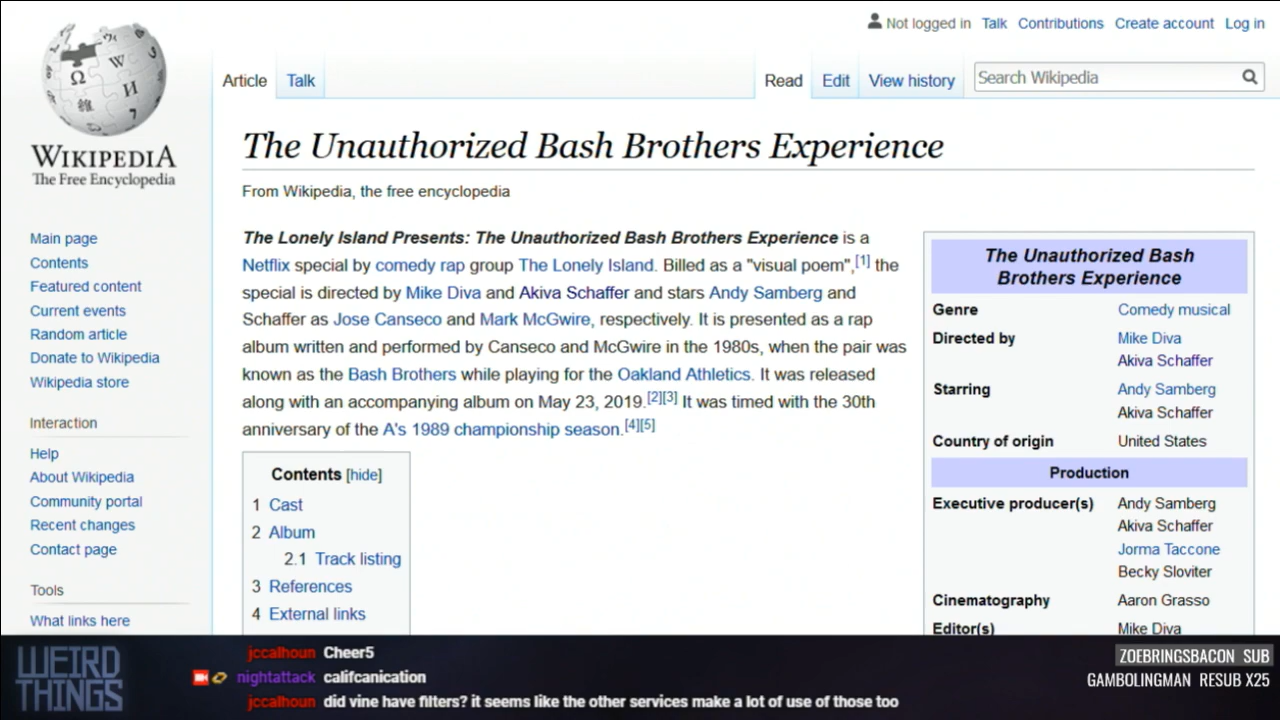 Not logged in Talk Contributions Create account Log in
Article Talk Read Edit View history Search Wikipedia
WIKIPEDIA
The Free Encyclopedia
Main page
Contents
Featured content
Current events
Random article
Donate to Wikipedia
Wikipedia store
Interaction
Help
About Wikipedia
Community portal
Recent changes
Contact page
Tools
What links here
The Unauthorized Bash Brothers Experience
From Wikipedia, the free encyclopedia
The Lonely Island Presents: The Unauthorized Bash Brothers Experience is a
Netflix special by comedy rap group The Lonely Island. Billed as a "visual poem",[1] the
special is directed by Mike Diva and Akiva Schaffer and stars Andy Samberg and
Schaffer as Jose Canseco and Mark McGwire, respectively. It is presented as a rap
album written and performed by Canseco and McGwire in the 1980s, when the pair was
known as the Bash Brothers while playing for the Oakland Athletics. It was released
along with an accompanying album on May 23, 2019.[2][3] It was timed with the 30th
anniversary of the A's 1989 championship season.[4][5]
Contents [hide]
1 Cast
2 Album
2.1 Track listing
3 References
4 External links
The Unauthorized Bash
Brothers Experience
Genre Comedy musical
Directed by Mike Diva
Akiva Schaffer
Starring Andy Samberg
Akiva Schaffer
Country of origin United States
Production
Executive producer(s) Andy Samberg
Akiva Schaffer
Jorma Taccone
Becky Sloviter
Cinematography Aaron Grasso
Editor(s) Mike Diva
WEIRD
THINGS
jccalhoun Cheer5
nightattack califcanication
jccalhoun did vine have filters? it seems like the other services make a lot of use of those too
ZOEBRINGSBACON SUB
GAMBOLINGMAN RESUB X25